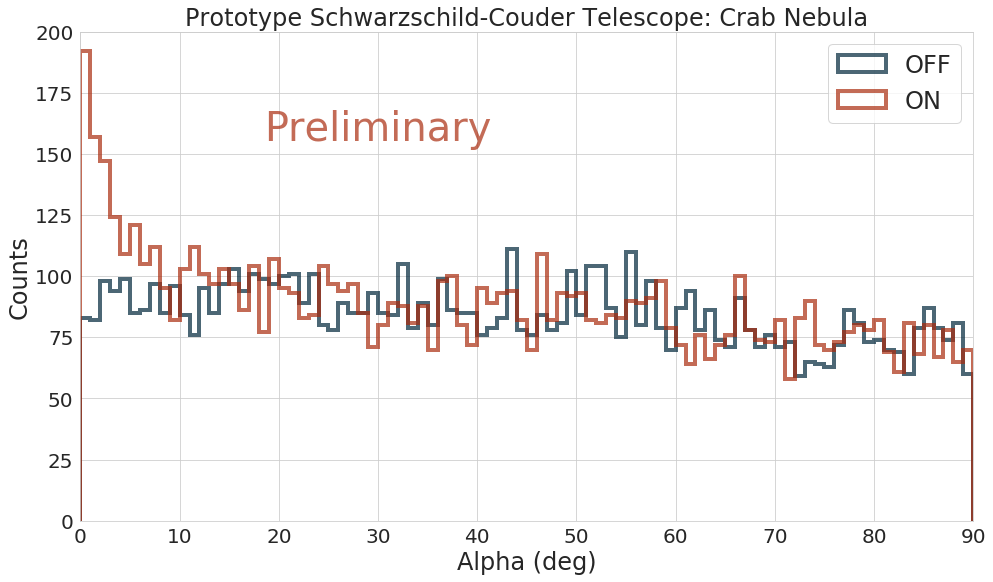 Prototype Schwarzschild-Couder Telescope: Crab Nebula
200
175
150
125
100
75
50
25
0
Counts
Preliminary
OFF
ON
0 10 20 30 40 50 60 70 80 90
Alpha (deg)